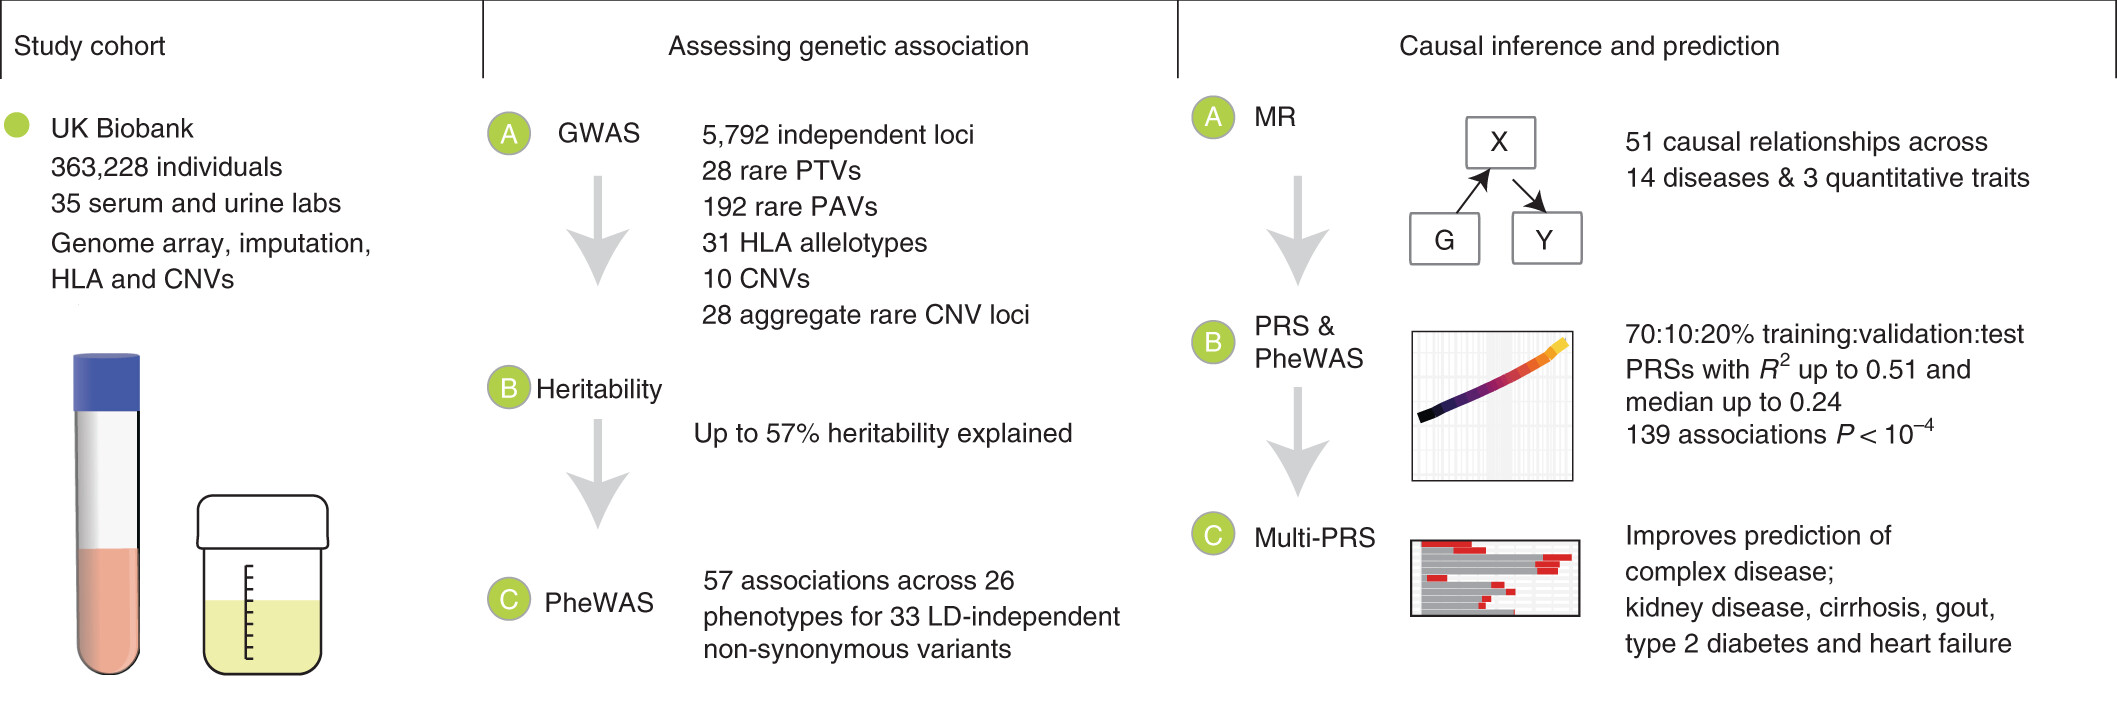 Study cohort
UK Biobank
363,228 individuals
35 serum and urine labs
Genome array, imputation,
HLA and CNVs
Assessing genetic association
A GWAS
5,792 independent loci
28 rare PTVs
192 rare PAVs
31 HLA allelotypes
10 CNVs
28 aggregate rare CNV loci
B Heritability
Up to 57% heritability explained
C PheWAS
57 associations across 26
phenotypes for 33 LD-independent
non-synonymous variants
Causal inference and prediction
A MR
X
G Y
51 causal relationships across
14 diseases & 3 quantitative traits
B PRS &
PheWAS
70:10:20% training:validation:test
PRSs with R² up to 0.51 and
median up to 0.24
139 associations P < 10⁻⁴
C Multi-PRS
Improves prediction of
complex disease;
kidney disease, cirrhosis, gout,
type 2 diabetes and heart failure